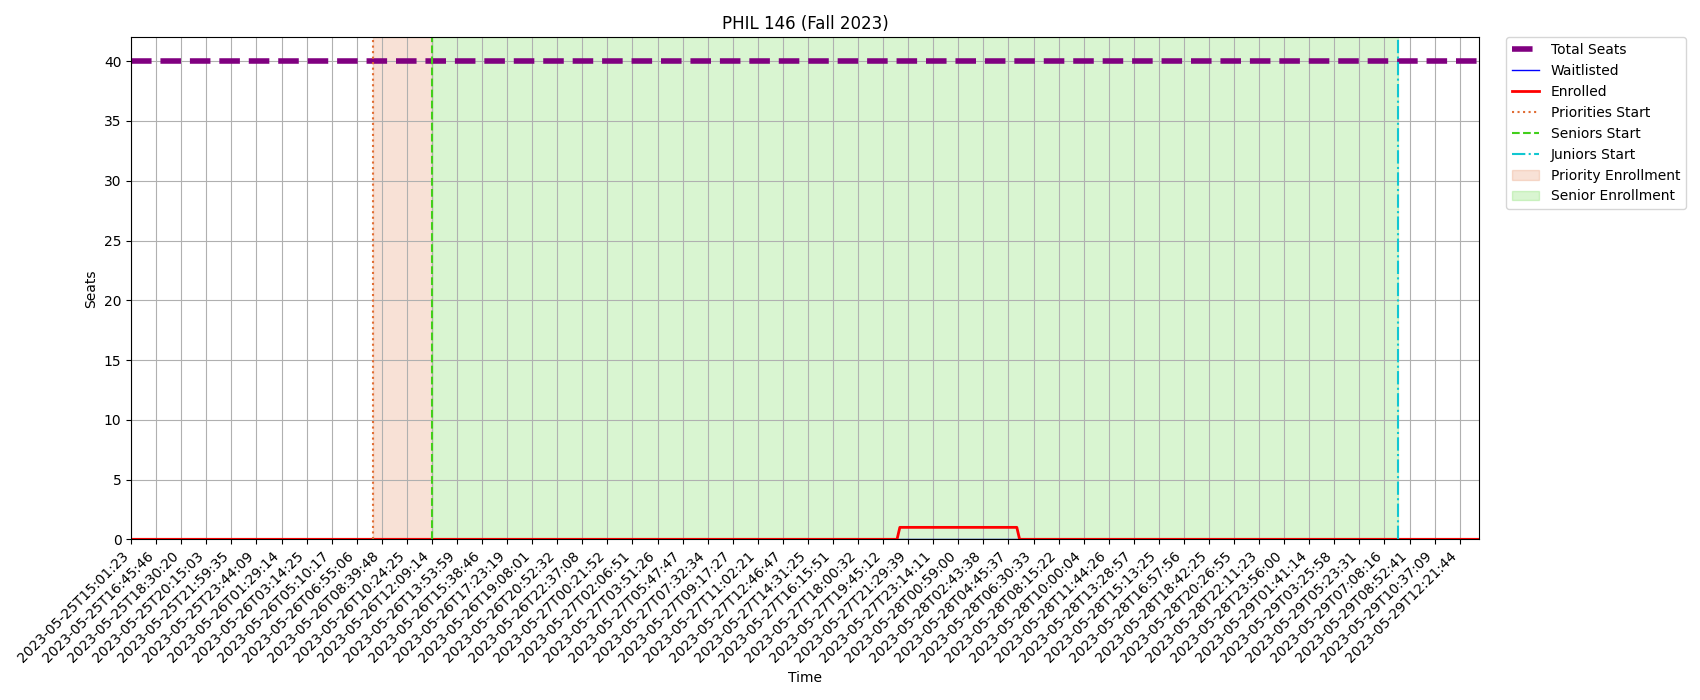 PHIL 146 (Fall 2023)
Total Seats
Waitlisted
Enrolled
Priorities Start
Seniors Start
Juniors Start
Priority Enrollment
Senior Enrollment
Seats
40
35
30
25
20
15
10
5
0
2023-05-25T15:01:23
2023-05-25T16:45:46
2023-05-25T18:30:20
2023-05-25T20:15:03
2023-05-25T21:59:35
2023-05-25T23:44:09
2023-05-26T01:29:14
2023-05-26T03:14:25
2023-05-26T05:10:17
2023-05-26T06:55:06
2023-05-26T08:39:48
2023-05-26T10:24:25
2023-05-26T12:09:14
2023-05-26T13:53:59
2023-05-26T15:38:46
2023-05-26T17:23:19
2023-05-26T19:08:01
2023-05-26T20:52:32
2023-05-26T22:37:08
2023-05-27T00:21:52
2023-05-27T02:06:51
2023-05-27T03:51:26
2023-05-27T05:47:47
2023-05-27T07:32:34
2023-05-27T09:17:27
2023-05-27T11:02:21
2023-05-27T12:46:47
2023-05-27T14:31:25
2023-05-27T16:15:51
2023-05-27T18:00:32
2023-05-27T19:45:12
2023-05-27T21:29:39
2023-05-27T23:14:11
2023-05-28T00:59:00
2023-05-28T02:43:38
2023-05-28T04:45:37
2023-05-28T06:30:33
2023-05-28T08:15:22
2023-05-28T10:00:04
2023-05-28T11:44:26
2023-05-28T13:28:57
2023-05-28T15:13:25
2023-05-28T16:57:56
2023-05-28T18:42:25
2023-05-28T20:26:55
2023-05-28T22:11:23
2023-05-28T23:56:00
2023-05-29T01:41:14
2023-05-29T03:25:58
2023-05-29T05:23:31
2023-05-29T07:08:16
2023-05-29T08:52:41
2023-05-29T10:37:09
2023-05-29T12:21:44
Time